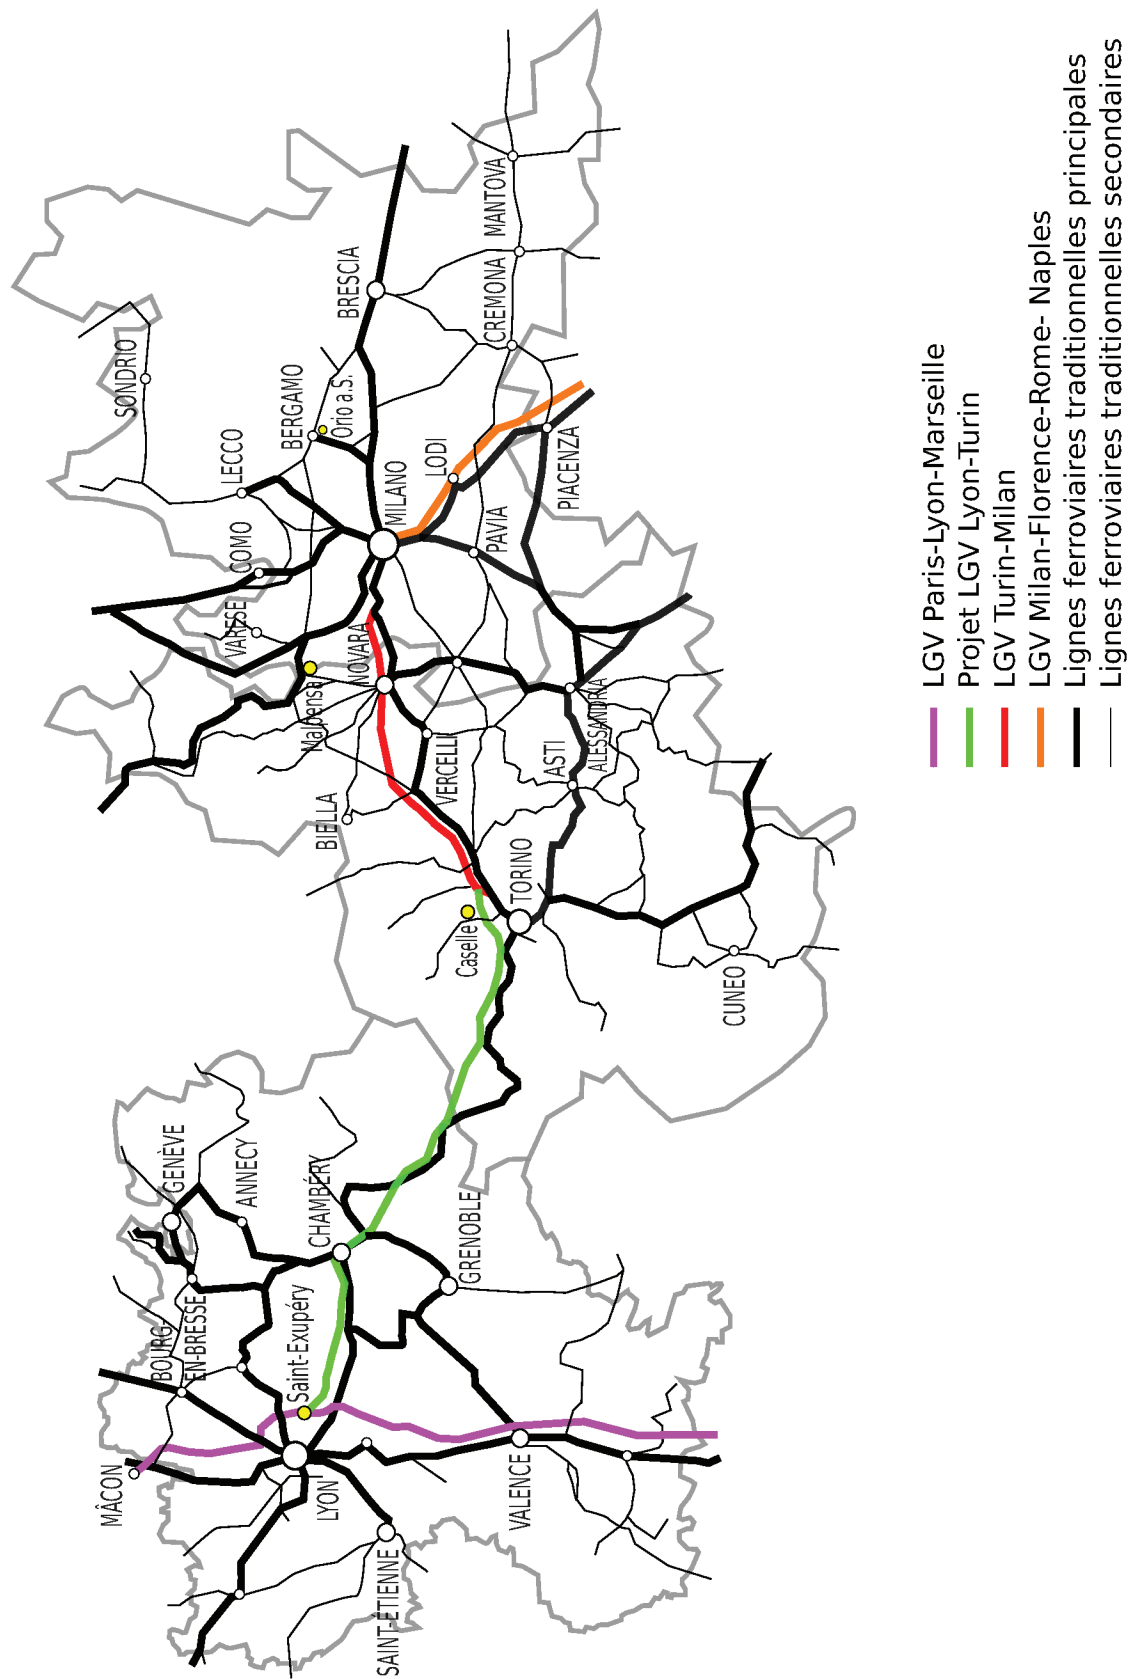 MÂCON
BOURG-
EN-BRESSE
GENÈVE
ANNECY
LYON
Saint-Exupéry
CHAMBÉRY
SAINT-ÉTIENNE
GRENOBLE
VALENCE
SONDRIO
LECCO
COMO
VARESE
BERGAMO
Orio a.S.
BRESCIA
Malpensa
NOVARA
MILANO
BIELLA
VERCELLI
LODI
PAVIA
CREMONA
MANTOVA
PIACENZA
Caselle
TORINO
ASTI
ALESSANDRIA
CUNEO
LGV Paris-Lyon-Marseille
Projet LGV Lyon-Turin
LGV Turin-Milan
LGV Milan-Florence-Rome- Naples
Lignes ferroviaires traditionnelles principales
Lignes ferroviaires traditionnelles secondaires